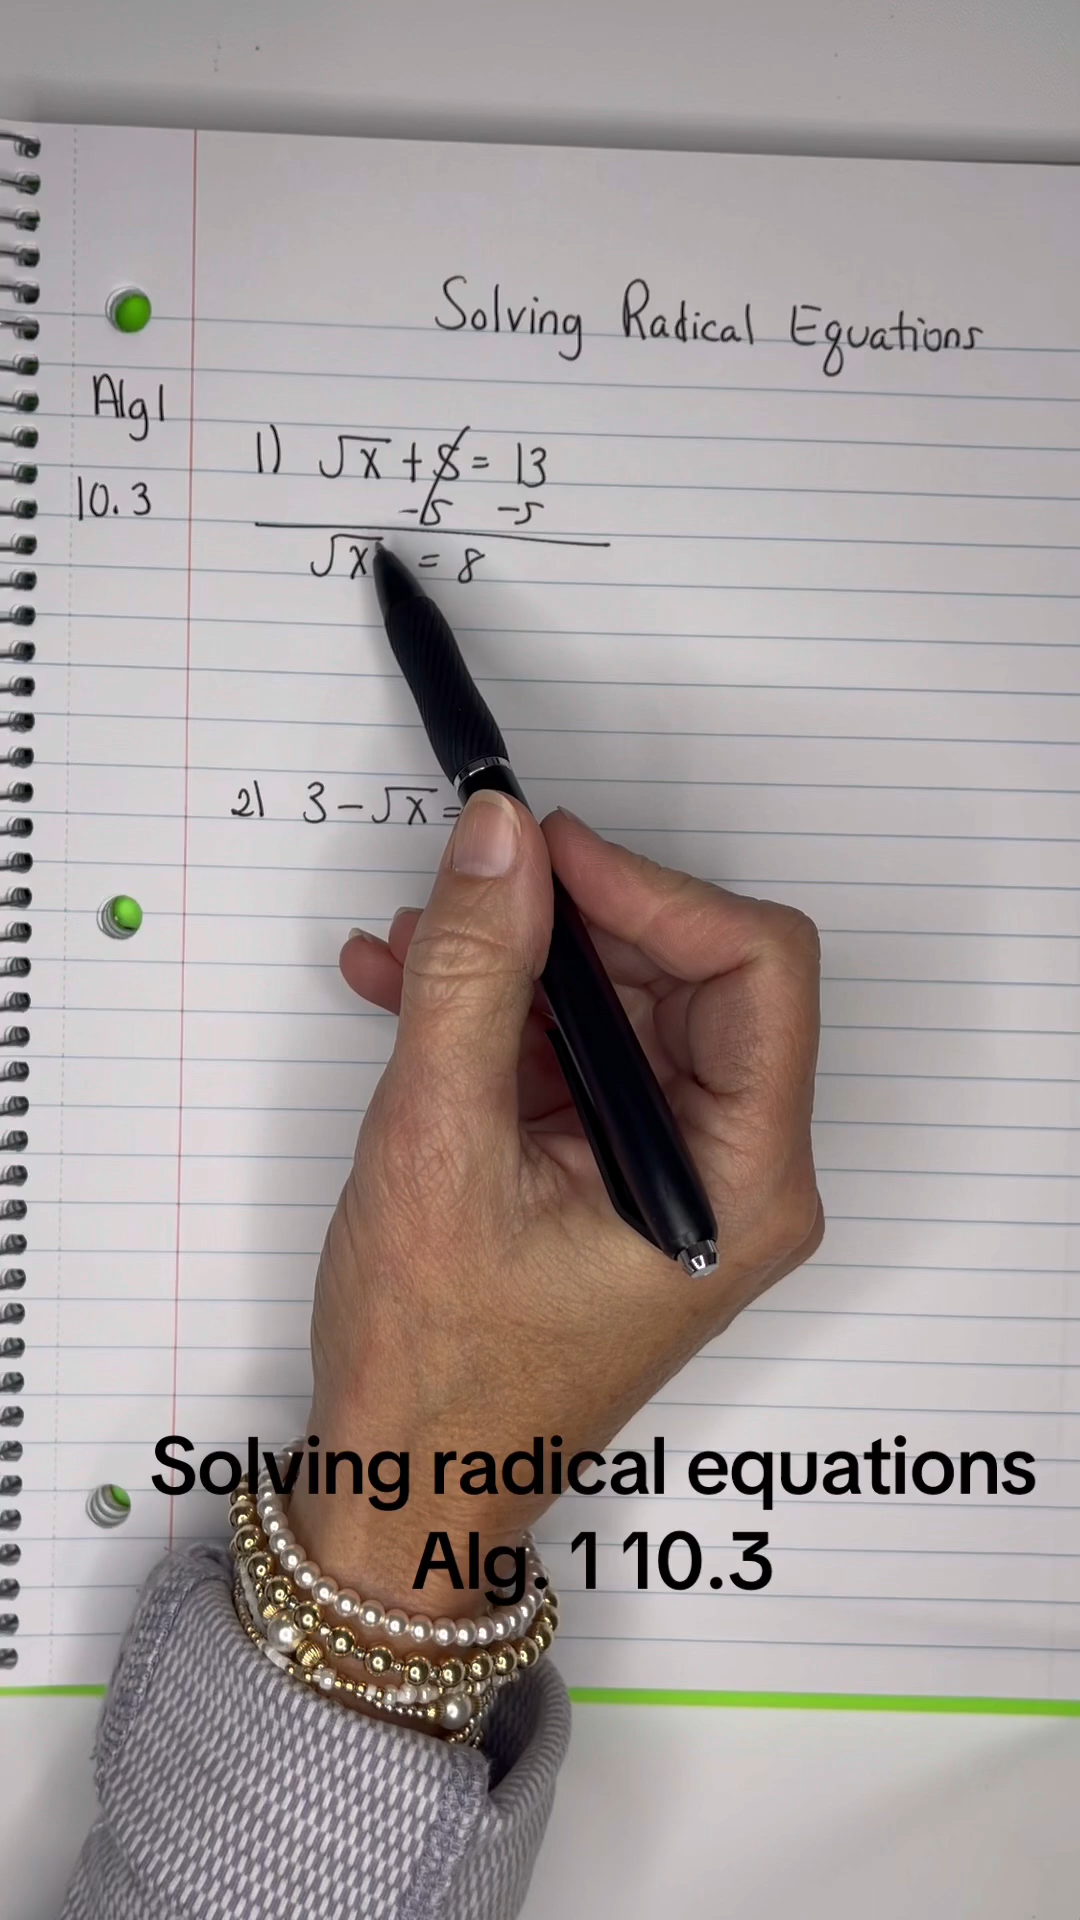 Solving Radical Equations
Alg 1
10.3
1) √x + 5 = 13
-5 -5
√x = 8
2) 3 - √x =
Solving radical equations
Alg. 1 10.3